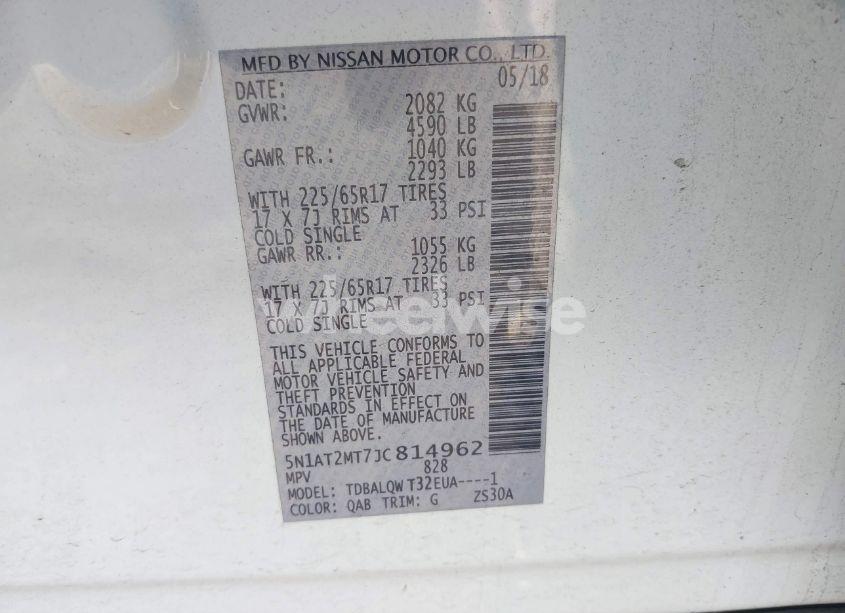 MFD BY NISSAN MOTOR CO., LTD.
DATE: 05/18
GVWR: 2082 KG
4590 LB
GAWR FR.: 1040 KG
2293 LB
WITH 225/65R17 TIRES
17 X 7J RIMS AT 33 PSI
COLD SINGLE
GAWR RR.: 1055 KG
2326 LB
WITH 225/65R17 TIRES
17 X 7J RIMS AT 33 PSI
COLD SINGLE
wheelwise
THIS VEHICLE CONFORMS TO
ALL APPLICABLE FEDERAL
MOTOR VEHICLE SAFETY AND
THEFT PREVENTION
STANDARDS IN EFFECT ON
THE DATE OF MANUFACTURE
SHOWN ABOVE.
5N1AT2MT7JC814962
MPV 828
MODEL: TDBALQW T32EUA----1
COLOR: QAB TRIM: G ZS30A